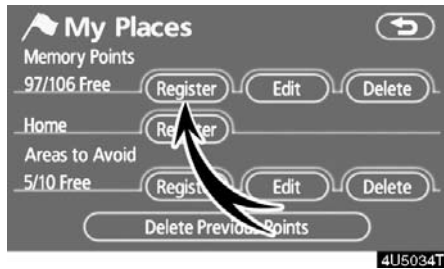 My Places
Memory Points
97/106 Free Register Edit Delete
Home
Areas to Avoid
5/10 Free Edit Delete
Delete Previous Points
4U5034T